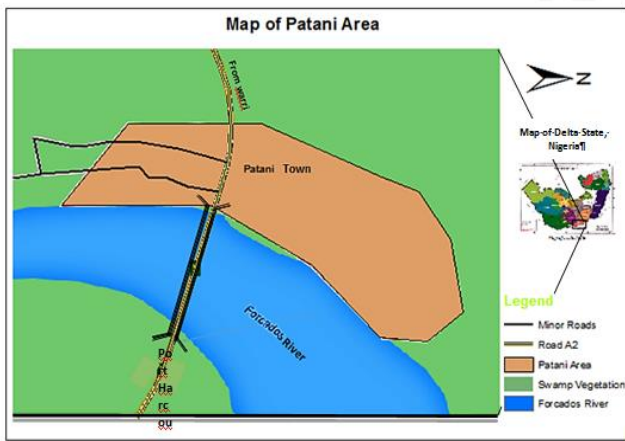 Map of Patani Area
From warri
Patani Town
Forcados River
Po
rt
Ha
rc
ou
N
Map-of-Delta-State,-
Nigeria¶
Legend
Minor Roads
Road A2
Patani Area
Swamp Vegetation
Forcados River